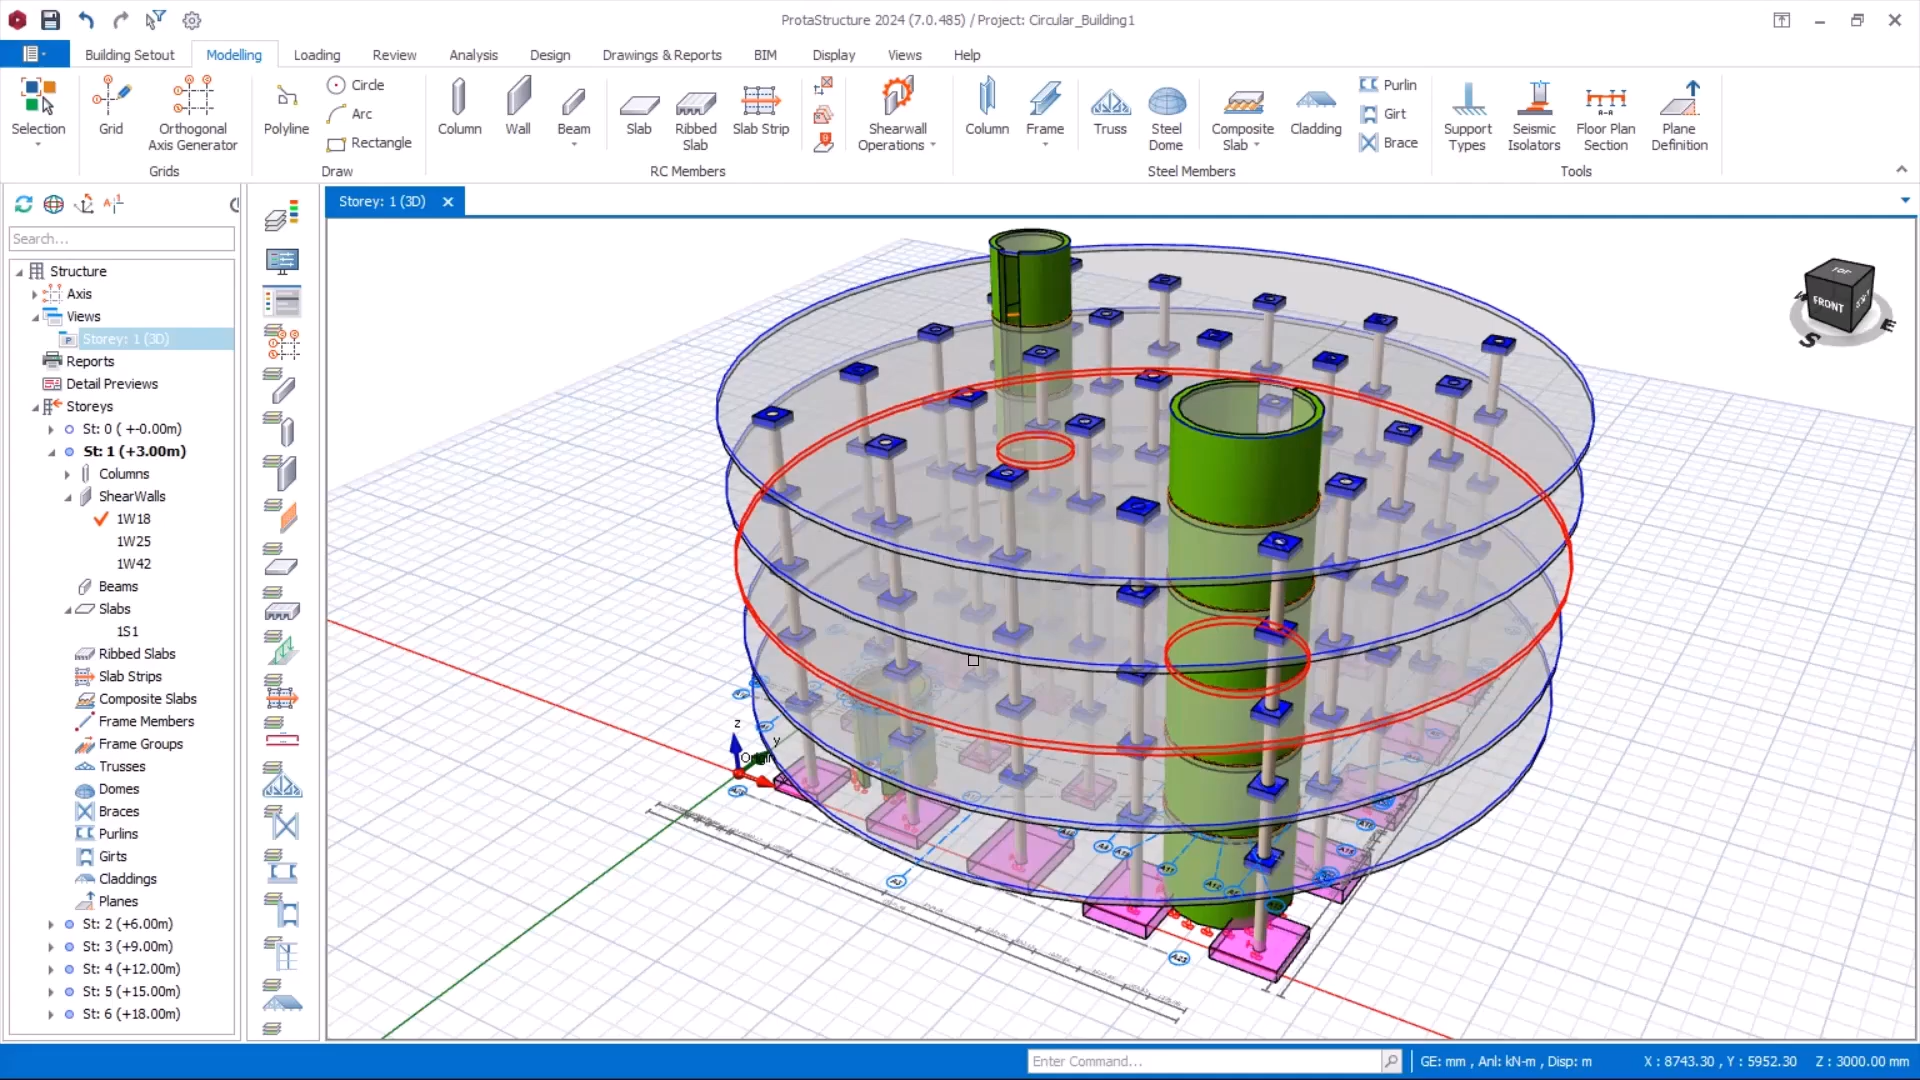 ProtaStructure 2024 (7.0.485) / Project: Circular_Building1
Building Setout
Modelling
Loading
Review
Analysis
Design
Drawings & Reports
BIM
Display
Views
Help
Selection
Grid
Orthogonal
Axis Generator
Grids
Polyline
Circle
Arc
Rectangle
Draw
Column
Wall
Beam
Slab
Ribbed
Slab
Slab Strip
Shearwall
Operations
RC Members
Column
Frame
Truss
Steel
Dome
Composite
Slab
Cladding
Purlin
Girt
Brace
Steel Members
Support
Types
Seismic
Isolators
Floor Plan
Section
Plane
Definition
Tools
Search...
Structure
Axis
Views
Storey: 1 (3D)
Reports
Detail Previews
Storeys
St: 0 ( +-0.00m)
St: 1 (+3.00m)
Columns
ShearWalls
1W18
1W25
1W42
Beams
Slabs
1S1
Ribbed Slabs
Slab Strips
Composite Slabs
Frame Members
Frame Groups
Trusses
Domes
Braces
Purlins
Girts
Claddings
Planes
St: 2 (+6.00m)
St: 3 (+9.00m)
St: 4 (+12.00m)
St: 5 (+15.00m)
St: 6 (+18.00m)
Storey: 1 (3D)
TOP
FRONT
S
E
z
y
Origin
Enter Command...
GE: mm , Anl: kN-m , Disp: m
X : 8743.30 , Y : 5952.30
Z : 3000.00 mm